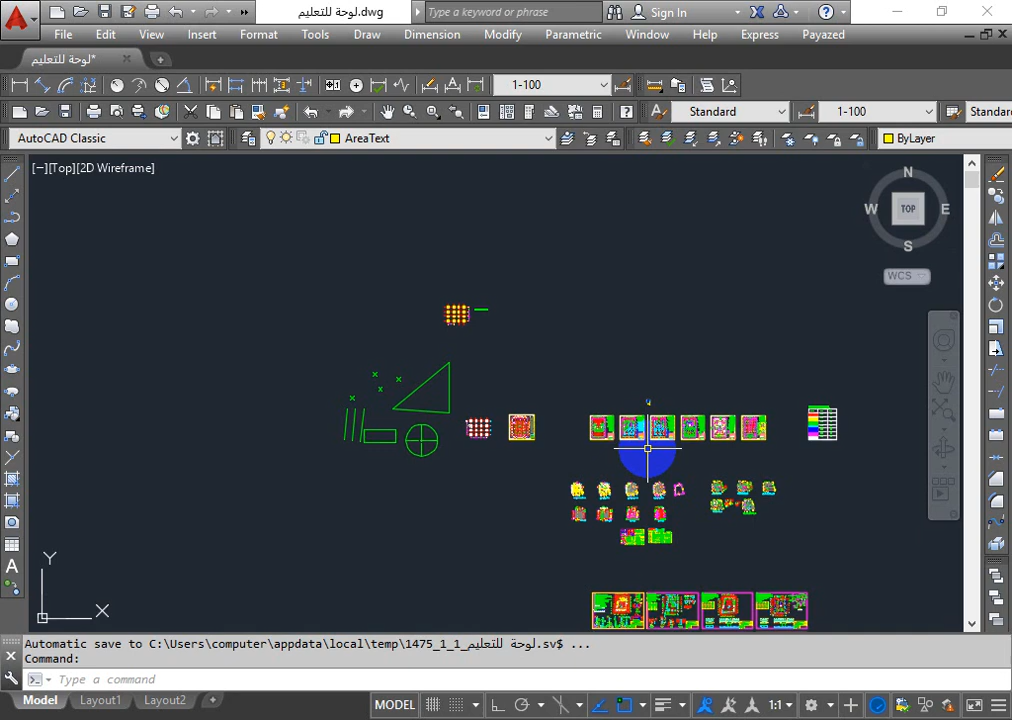 لوحة للتعليم.dwg
Type a keyword or phrase
Sign In
File Edit View Insert Format Tools Draw Dimension Modify Parametric Window Help Express Payazed
لوحة للتعليم*
1-100
Standard 1-100 Standard
AutoCAD Classic AreaText ByLayer
[−][Top][2D Wireframe]
N
W TOP E
S
WCS
Y
X
Automatic save to C:\Users\computer\appdata\local\temp\لوحة للتعليم_1_1_1475.sv$ ...
Command:
Type a command
Model Layout1 Layout2 + MODEL 1:1